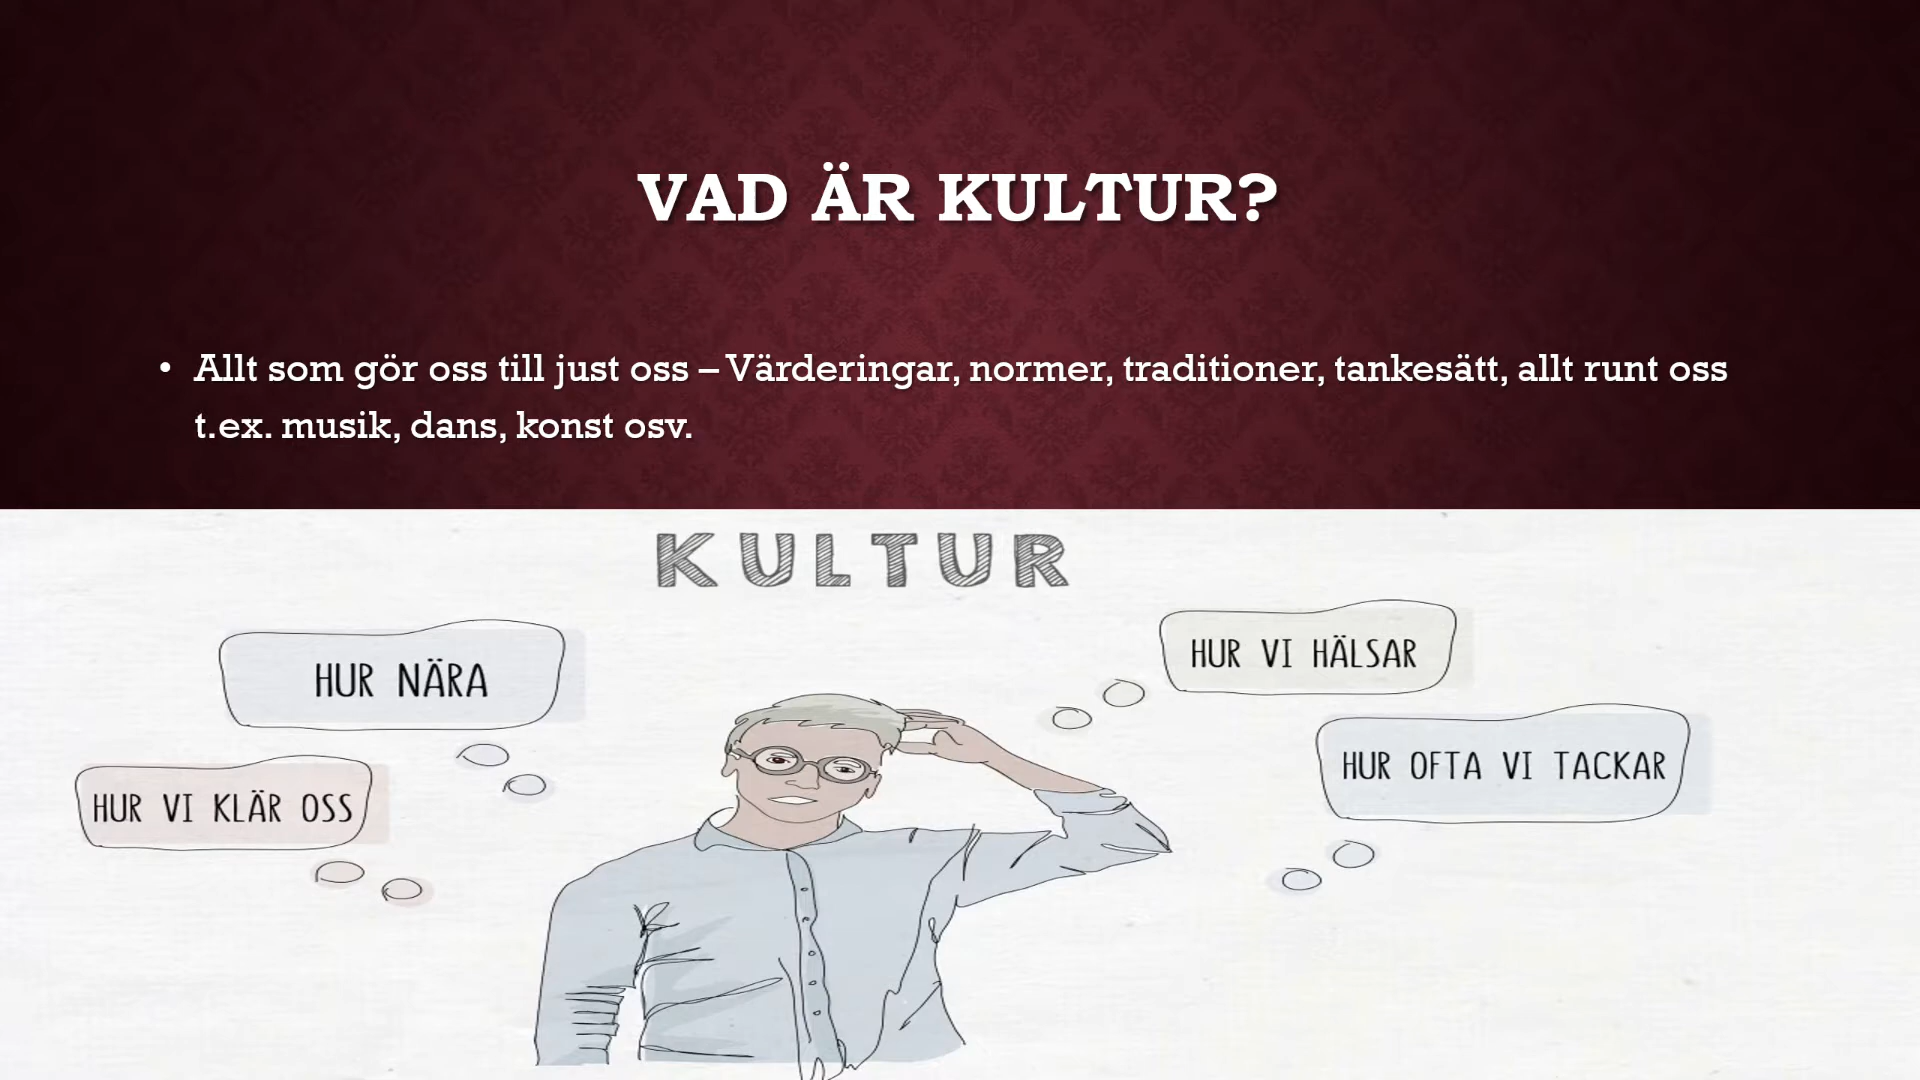 VAD ÄR KULTUR?
• Allt som gör oss till just oss – Värderingar, normer, traditioner, tankesätt, allt runt oss
t.ex. musik, dans, konst osv.
KULTUR
HUR NÄRA
HUR VI KLÄR OSS
HUR VI HÄLSAR
HUR OFTA VI TACKAR